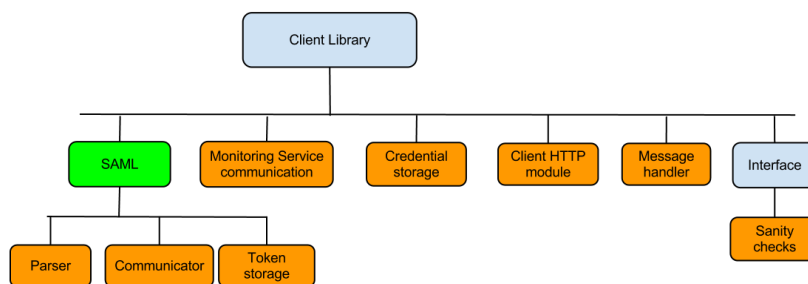 Client Library
SAML
Monitoring Service
communication
Credential
storage
Client HTTP
module
Message
handler
Interface
Parser
Communicator
Token
storage
Sanity
checks